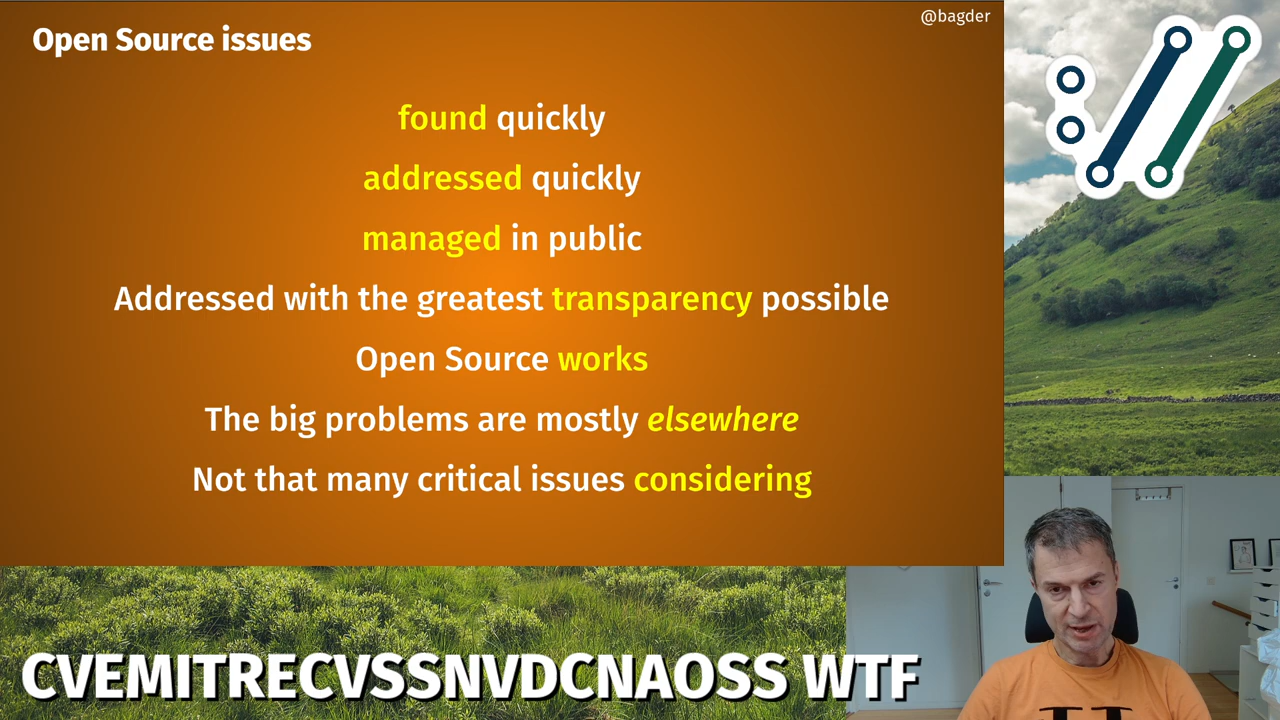 @bagder
Open Source issues
found quickly
addressed quickly
managed in public
Addressed with the greatest transparency possible
Open Source works
The big problems are mostly elsewhere
Not that many critical issues considering
CVEMITRECVSSNVDCNAOSS WTF